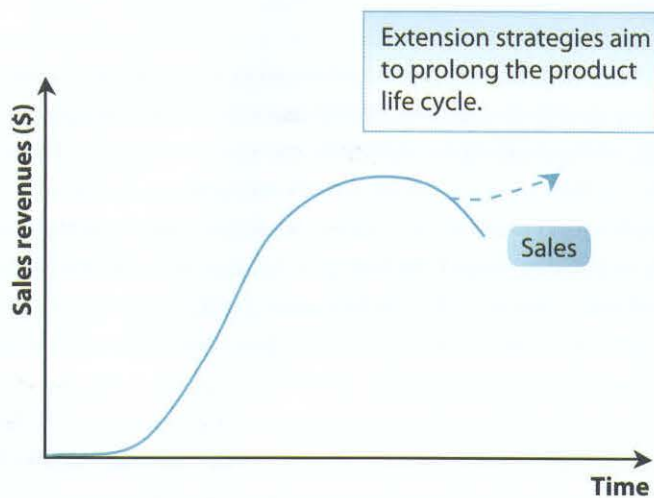 Extension strategies aim
to prolong the product
life cycle.
Sales revenues ($)
Sales
Time